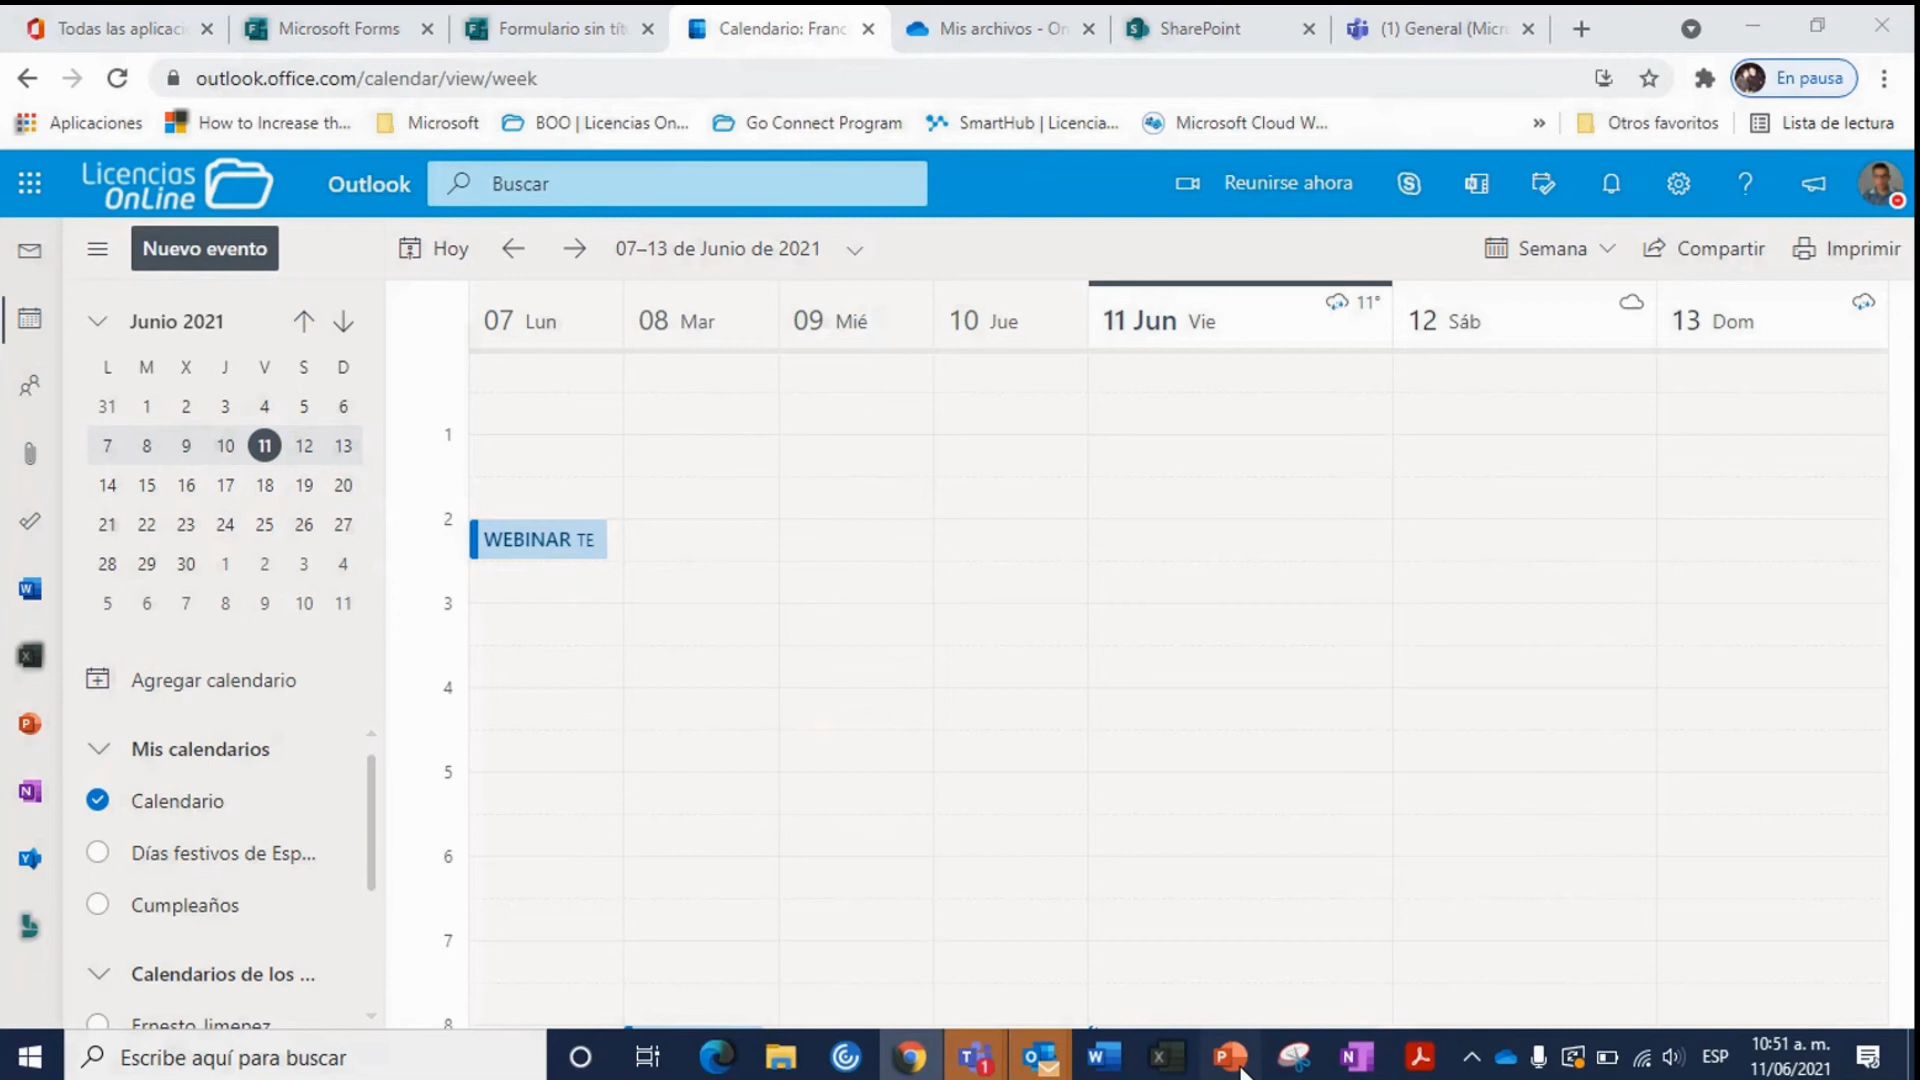 Todas las aplicaci
Microsoft Forms
Formulario sin tít
Calendario: Franc
Mis archivos - On
SharePoint
(1) General (Micr
outlook.office.com/calendar/view/week
En pausa
Aplicaciones
How to Increase th...
Microsoft
BOO | Licencias On...
Go Connect Program
SmartHub | Licencia...
Microsoft Cloud W...
»
Otros favoritos
Lista de lectura
Licencias
OnLine
Outlook
Buscar
Reunirse ahora
Nuevo evento
Hoy
07–13 de Junio de 2021
Semana
Compartir
Imprimir
Junio 2021
L M X J V S D
31 1 2 3 4 5 6
7 8 9 10 11 12 13
14 15 16 17 18 19 20
21 22 23 24 25 26 27
28 29 30 1 2 3 4
5 6 7 8 9 10 11
Agregar calendario
Mis calendarios
Calendario
Días festivos de Esp...
Cumpleaños
Calendarios de los ...
Ernesto Jimenez
07 Lun
08 Mar
09 Mié
10 Jue
11 Jun Vie
11°
12 Sáb
13 Dom
1
2
WEBINAR TE
3
4
5
6
7
8
Escribe aquí para buscar
1
ESP
10:51 a. m.
11/06/2021